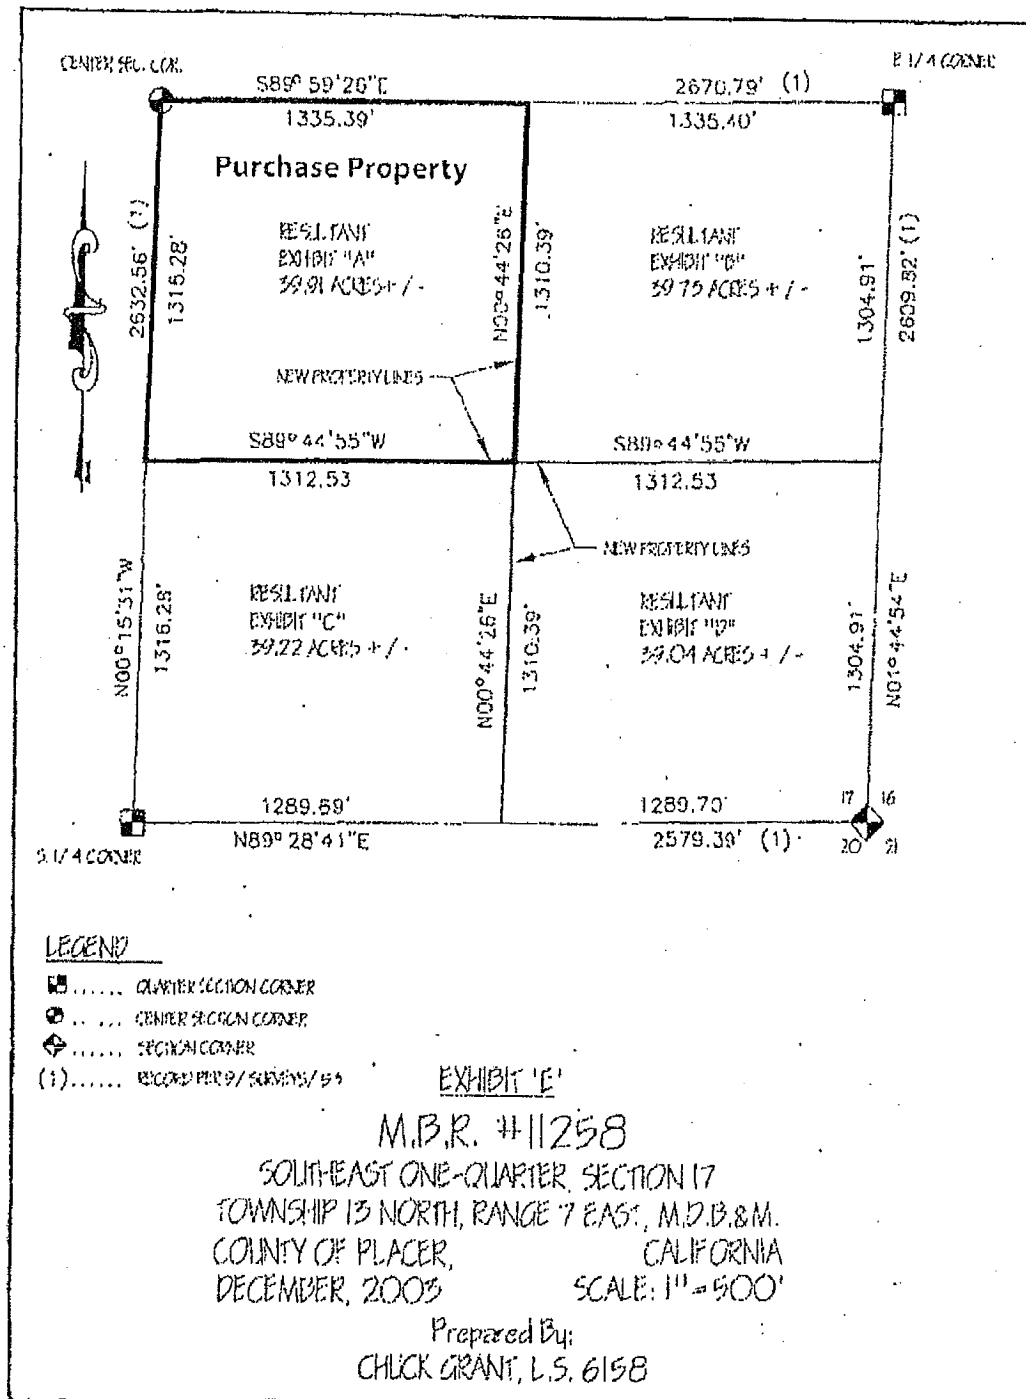 CENTER SEC. COR.
E 1/4 CORNER
S89° 59'26"E
2670.79' (1)
1335.39'
1335.40'
Purchase Property
2632.56' (1)
1315.28'
RESULTANT
EXHIBIT "A"
39.91 ACRES + / -
N00°44'26"E
1310.39'
RESULTANT
EXHIBIT "B"
39.75 ACRES + / -
1304.91'
2609.82' (1)
NEW PROPERTY LINES
S89°44'55"W
S89°44'55"W
1312.53
1312.53
NEW PROPERTY LINES
N00°15'31"W
1316.28'
RESULTANT
EXHIBIT "C"
39.22 ACRES + / -
N00°44'26"E
1310.39'
RESULTANT
EXHIBIT "D"
39.04 ACRES + / -
1304.91'
N01°44'54"E
1289.69'
1289.70'
17 16
N89°28'41"E
2579.39' (1)
20 21
S. 1/4 CORNER
LEGEND
...... QUARTER SECTION CORNER
...... CENTER SECTION CORNER
...... SECTION CORNER
(1)...... RECORD PER 9/ SURVEYS/
EXHIBIT 'E'
M.B.R. #11258
SOUTHEAST ONE-QUARTER, SECTION 17
TOWNSHIP 13 NORTH, RANGE 7 EAST, M.D.B.&M.
COUNTY OF PLACER, CALIFORNIA
DECEMBER, 2003 SCALE: 1" = 500'
Prepared By:
CHUCK GRANT, L.S. 6158